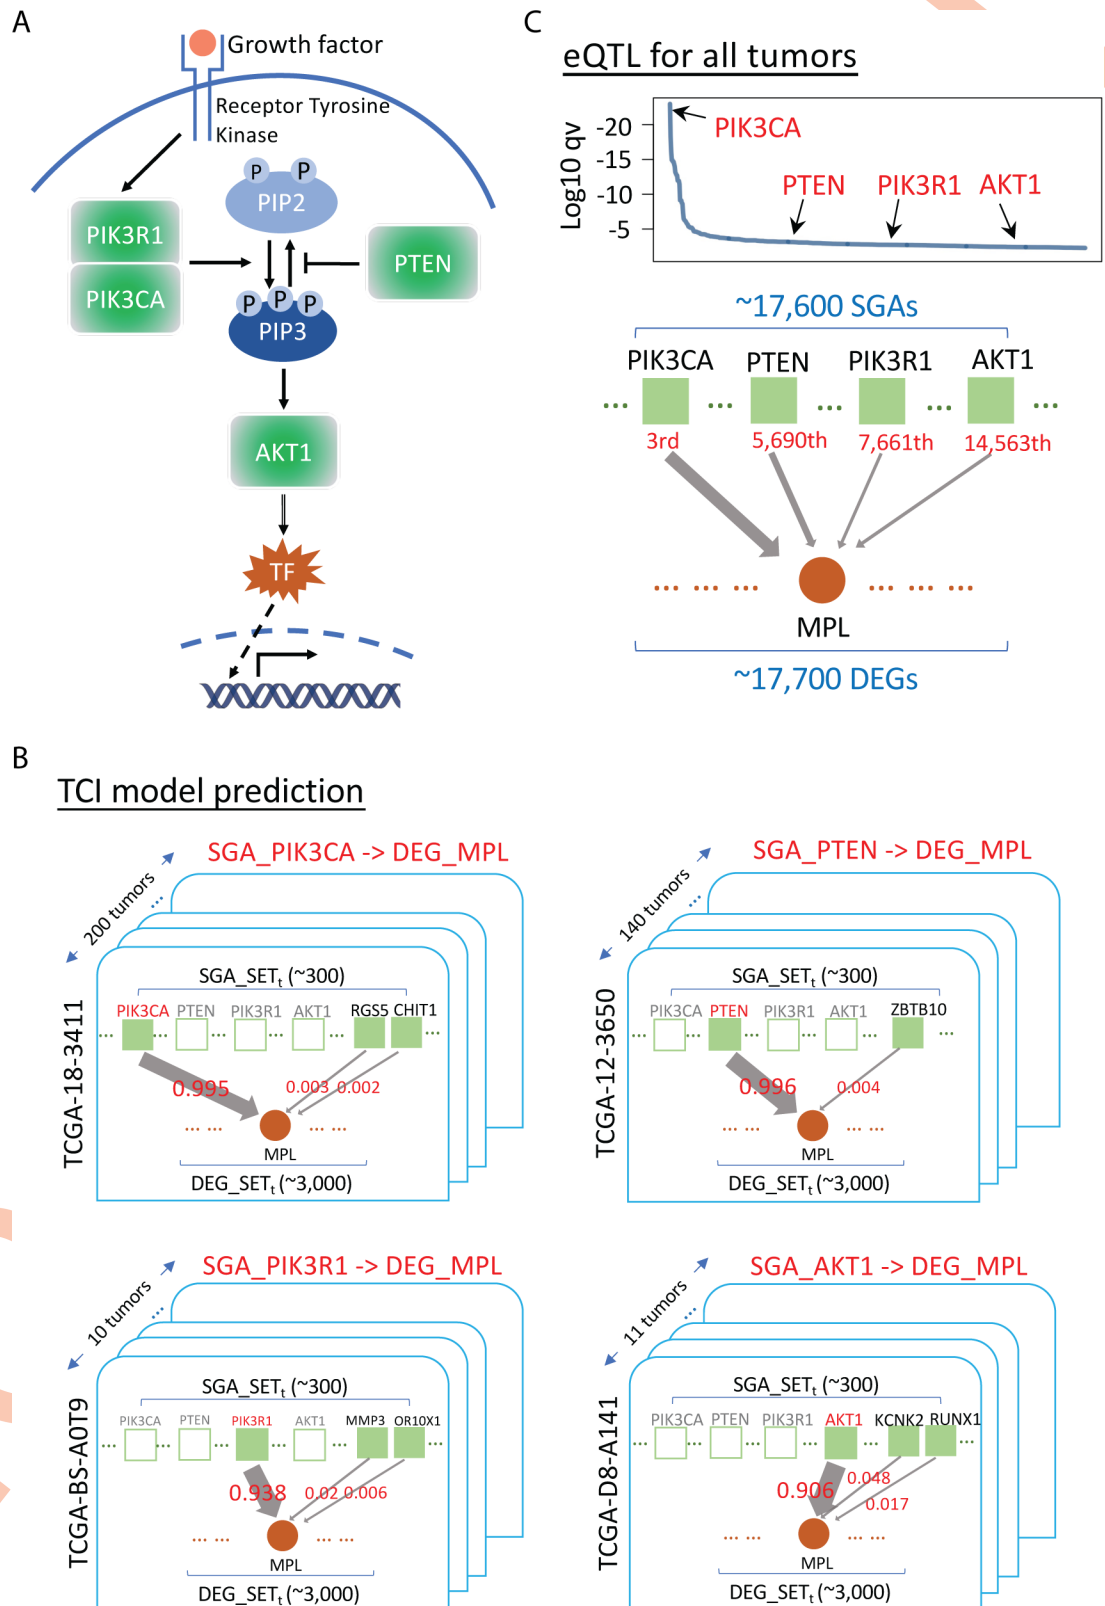 A
Growth factor
Receptor Tyrosine
Kinase
P P
PIP2
PIK3R1
PIK3CA
PTEN
P P P
PIP3
AKT1
TF
C
eQTL for all tumors
Log10 qv
-20
-15
-10
-5
PIK3CA
PTEN PIK3R1 AKT1
~17,600 SGAs
PIK3CA PTEN PIK3R1 AKT1
... ... ... ... ...
3rd 5,690th 7,661th 14,563th
... ... ... ... ... ...
MPL
~17,700 DEGs
B
TCI model prediction
SGA_PIK3CA -> DEG_MPL
200 tumors
...
TCGA-18-3411
SGA_SETt (~300)
PIK3CA PTEN PIK3R1 AKT1 RGS5 CHIT1
... ... ... ... ... ...
0.995 0.003 0.002
... ... ... ...
MPL
DEG_SETt (~3,000)
SGA_PTEN -> DEG_MPL
140 tumors
...
TCGA-12-3650
SGA_SETt (~300)
PIK3CA PTEN PIK3R1 AKT1 ZBTB10
... ... ... ... ... ...
0.996 0.004
... ... ... ...
MPL
DEG_SETt (~3,000)
SGA_PIK3R1 -> DEG_MPL
10 tumors
...
TCGA-BS-A0T9
SGA_SETt (~300)
PIK3CA PTEN PIK3R1 AKT1 MMP3 OR10X1
... ... ... ... ... ...
0.938 0.02 0.006
... ... ... ...
MPL
DEG_SETt (~3,000)
SGA_AKT1 -> DEG_MPL
11 tumors
...
TCGA-D8-A141
SGA_SETt (~300)
PIK3CA PTEN PIK3R1 AKT1 KCNK2 RUNX1
... ... ... ... ... ...
0.906 0.048
0.017
... ... ... ...
MPL
DEG_SETt (~3,000)